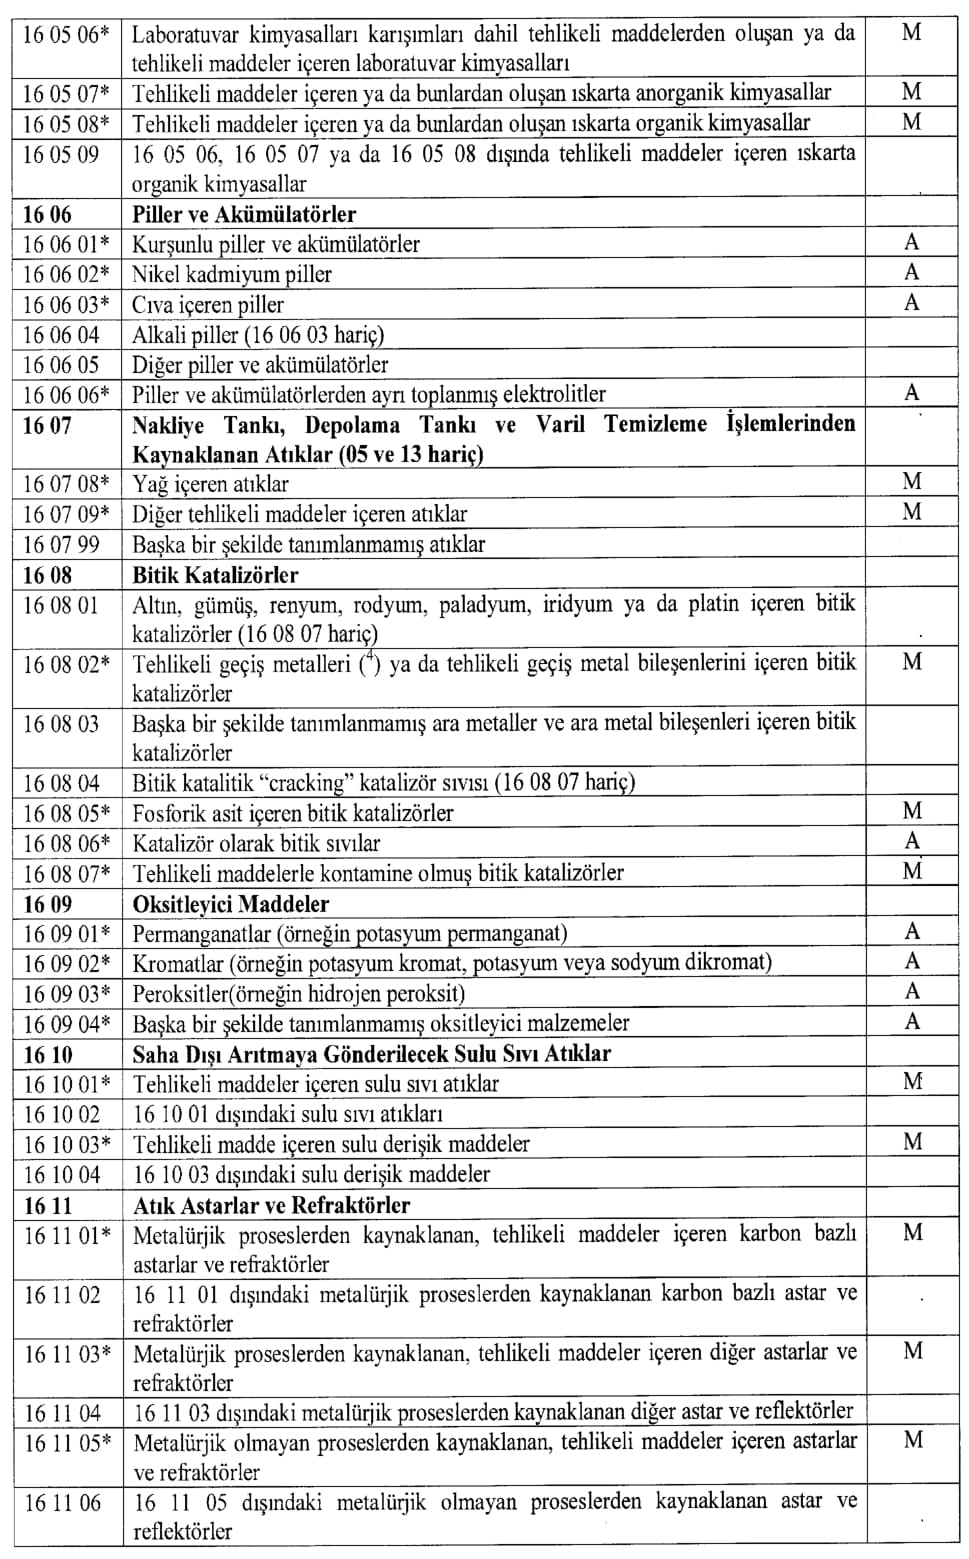 16 05 06* Laboratuvar kimyasalları karışımları dahil tehlikeli maddelerden oluşan ya da M
tehlikeli maddeler içeren laboratuvar kimyasalları
16 05 07* Tehlikeli maddeler içeren ya da bunlardan oluşan ıskarta anorganik kimyasallar M
16 05 08* Tehlikeli maddeler içeren ya da bunlardan oluşan ıskarta organik kimyasallar M
16 05 09 16 05 06, 16 05 07 ya da 16 05 08 dışında tehlikeli maddeler içeren ıskarta
organik kimyasallar
16 06 Piller ve Akümülatörler
16 06 01* Kurşunlu piller ve akümülatörler A
16 06 02* Nikel kadmiyum piller A
16 06 03* Cıva içeren piller A
16 06 04 Alkali piller (16 06 03 hariç)
16 06 05 Diğer piller ve akümülatörler
16 06 06* Piller ve akümülatörlerden ayrı toplanmış elektrolitler A
16 07 Nakliye Tankı, Depolama Tankı ve Varil Temizleme İşlemlerinden
Kaynaklanan Atıklar (05 ve 13 hariç)
16 07 08* Yağ içeren atıklar M
16 07 09* Diğer tehlikeli maddeler içeren atıklar M
16 07 99 Başka bir şekilde tanımlanmamış atıklar
16 08 Bitik Katalizörler
16 08 01 Altın, gümüş, renyum, rodyum, paladyum, iridyum ya da platin içeren bitik
katalizörler (16 08 07 hariç)
16 08 02* Tehlikeli geçiş metalleri (4) ya da tehlikeli geçiş metal bileşenlerini içeren bitik M
katalizörler
16 08 03 Başka bir şekilde tanımlanmamış ara metaller ve ara metal bileşenleri içeren bitik
katalizörler
16 08 04 Bitik katalitik “cracking” katalizör sıvısı (16 08 07 hariç)
16 08 05* Fosforik asit içeren bitik katalizörler M
16 08 06* Katalizör olarak bitik sıvılar A
16 08 07* Tehlikeli maddelerle kontamine olmuş bitik katalizörler M
16 09 Oksitleyici Maddeler
16 09 01* Permanganatlar (örneğin potasyum permanganat) A
16 09 02* Kromatlar (örneğin potasyum kromat, potasyum veya sodyum dikromat) A
16 09 03* Peroksitler(örneğin hidrojen peroksit) A
16 09 04* Başka bir şekilde tanımlanmamış oksitleyici malzemeler A
16 10 Saha Dışı Arıtmaya Gönderilecek Sulu Sıvı Atıklar
16 10 01* Tehlikeli maddeler içeren sulu sıvı atıklar M
16 10 02 16 10 01 dışındaki sulu sıvı atıkları
16 10 03* Tehlikeli madde içeren sulu derişik maddeler M
16 10 04 16 10 03 dışındaki sulu derişik maddeler
16 11 Atık Astarlar ve Refraktörler
16 11 01* Metalürjik proseslerden kaynaklanan, tehlikeli maddeler içeren karbon bazlı M
astarlar ve refraktörler
16 11 02 16 11 01 dışındaki metalürjik proseslerden kaynaklanan karbon bazlı astar ve
refraktörler
16 11 03* Metalürjik proseslerden kaynaklanan, tehlikeli maddeler içeren diğer astarlar ve M
refraktörler
16 11 04 16 11 03 dışındaki metalürjik proseslerden kaynaklanan diğer astar ve reflektörler
16 11 05* Metalürjik olmayan proseslerden kaynaklanan, tehlikeli maddeler içeren astarlar M
ve refraktörler
16 11 06 16 11 05 dışındaki metalürjik olmayan proseslerden kaynaklanan astar ve
reflektörler